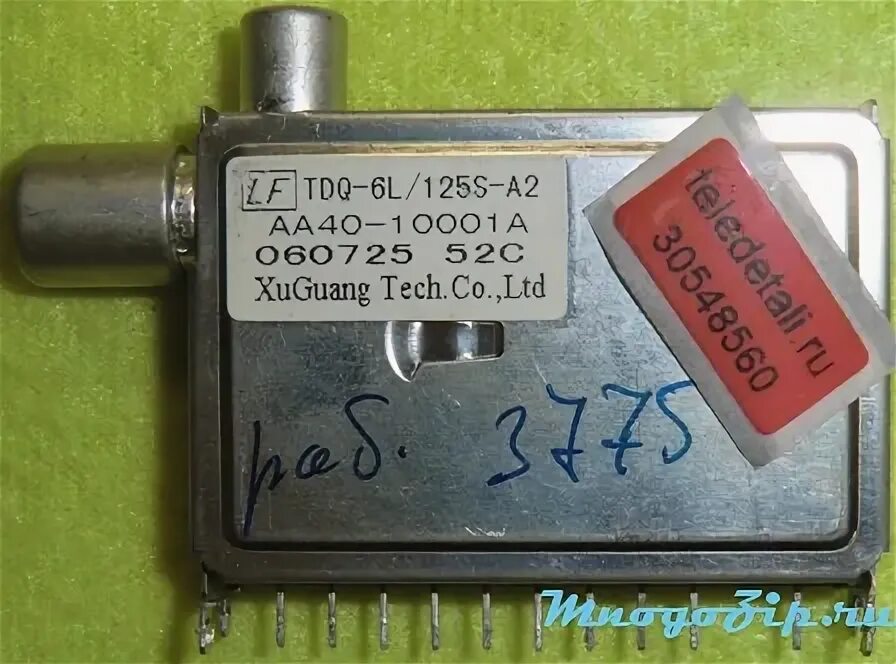 LF TDQ-6L/125S-A2
AA40-10001A
060725 52C
XuGuang Tech.Co.,Ltd
teledetali.ru
30548560
раб. 3775
MnogoZip.ru